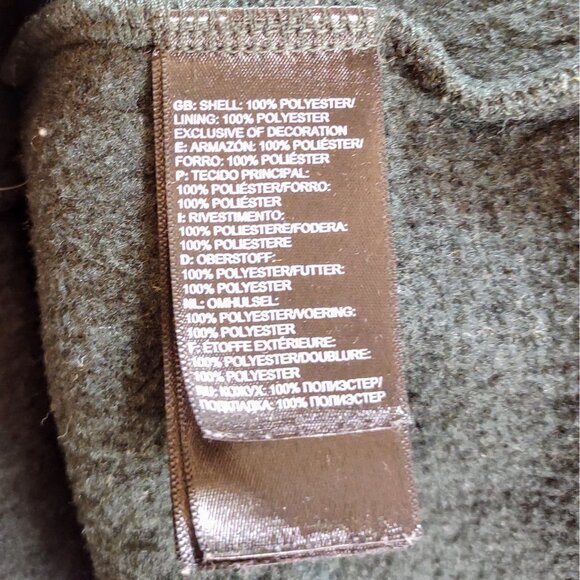 GB: SHELL: 100% POLYESTER/
LINING: 100% POLYESTER
EXCLUSIVE OF DECORATION
E: ARMAZÓN: 100% POLIÉSTER/
FORRO: 100% POLIÉSTER
P: TECIDO PRINCIPAL:
100% POLIÉSTER/FORRO:
100% POLIÉSTER
I: RIVESTIMENTO:
100% POLIESTERE/FODERA:
100% POLIESTERE
D: OBERSTOFF:
100% POLYESTER/FUTTER:
100% POLYESTER
NL: OMHULSEL:
100% POLYESTER/VOERING:
100% POLYESTER
F: ÉTOFFE EXTÉRIEURE:
100% POLYESTER/DOUBLURE:
100% POLYESTER
RU: КОЖУХ: 100% ПОЛИЭСТЕР/
ПОДКЛАДКА: 100% ПОЛИЭСТЕР